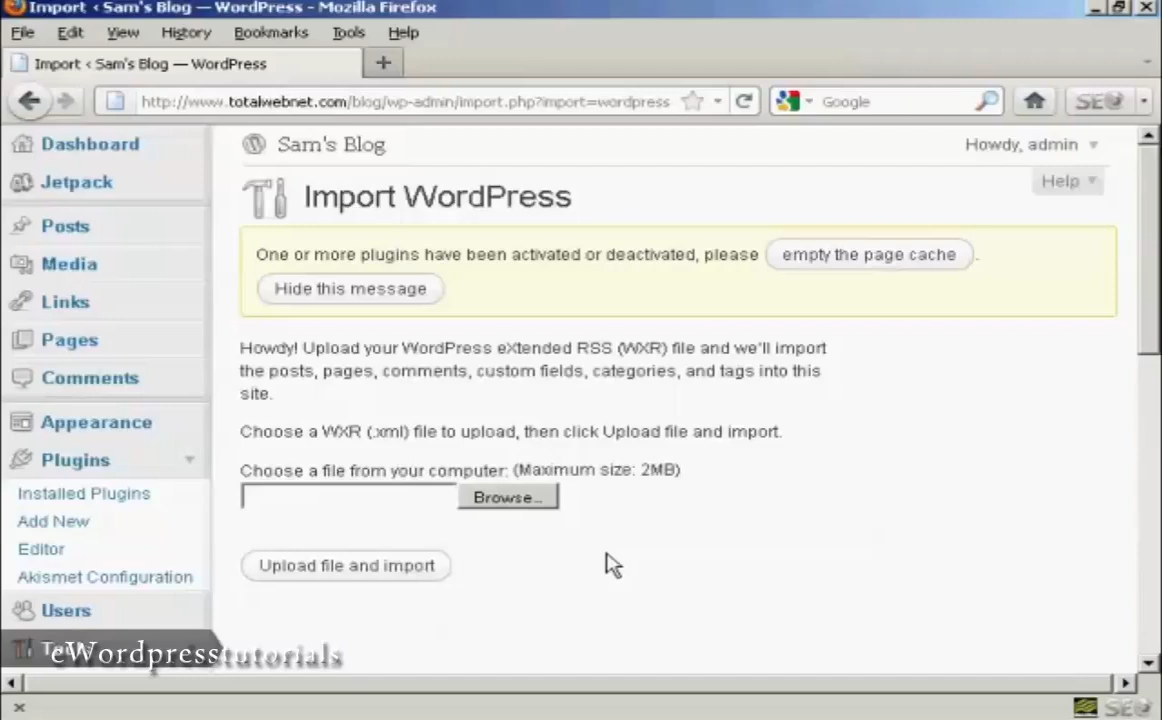 Import ‹ Sam's Blog — WordPress - Mozilla Firefox
File Edit View History Bookmarks Tools Help
Import ‹ Sam's Blog — WordPress
http://www.totalwebnet.com/blog/wp-admin/import.php?import=wordpress Google SEO
Dashboard
Jetpack
Posts
Media
Links
Pages
Comments
Appearance
Plugins
Installed Plugins
Add New
Editor
Akismet Configuration
Users
Sam's Blog Howdy, admin
Help
Import WordPress
One or more plugins have been activated or deactivated, please empty the page cache .
Hide this message
Howdy! Upload your WordPress eXtended RSS (WXR) file and we'll import
the posts, pages, comments, custom fields, categories, and tags into this
site.
Choose a WXR (.xml) file to upload, then click Upload file and import.
Choose a file from your computer: (Maximum size: 2MB)
Browse...
Upload file and import
eWordpresstutorials
SEO